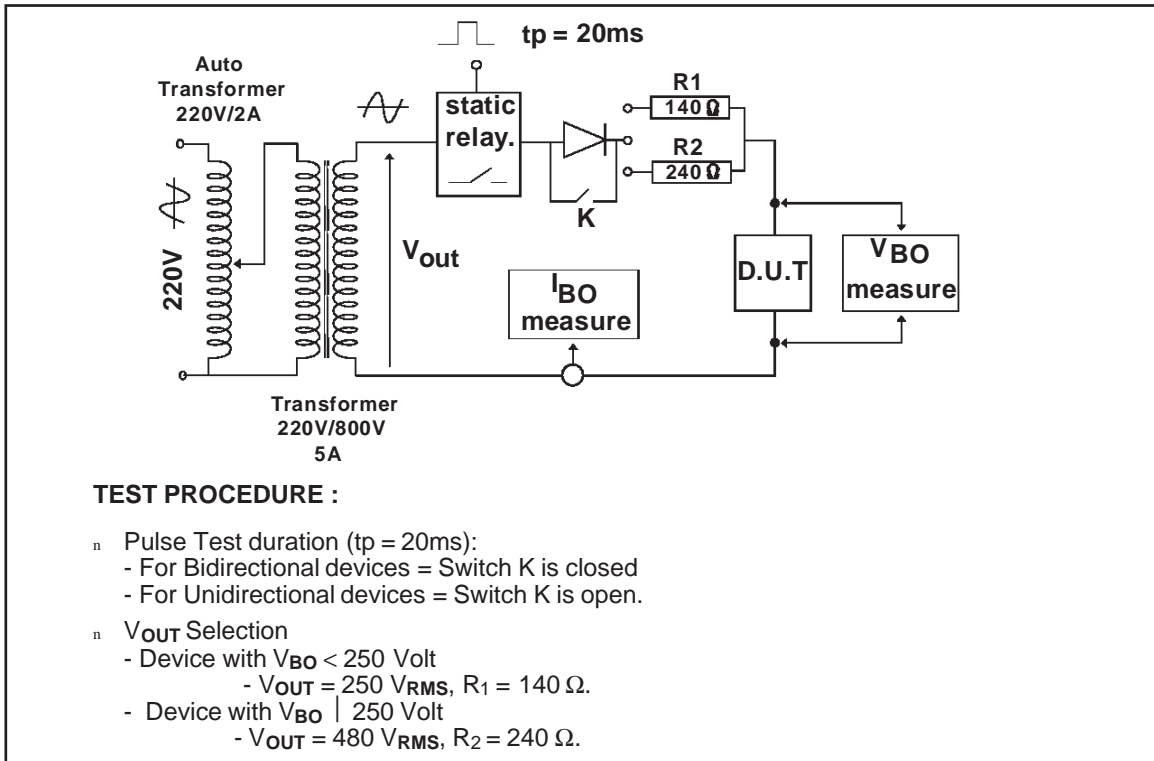 tp = 20ms
Auto
Transformer
220V/2A
static
relay.
R1
140 Ω
R2
240 Ω
K
220V
Vout
IBO
measure
D.U.T
VBO
measure
Transformer
220V/800V
5A
TEST PROCEDURE :
n Pulse Test duration (tp = 20ms):
- For Bidirectional devices = Switch K is closed
- For Unidirectional devices = Switch K is open.
n VOUT Selection
- Device with VBO < 250 Volt
- VOUT = 250 VRMS, R1 = 140 Ω.
- Device with VBO | 250 Volt
- VOUT = 480 VRMS, R2 = 240 Ω.